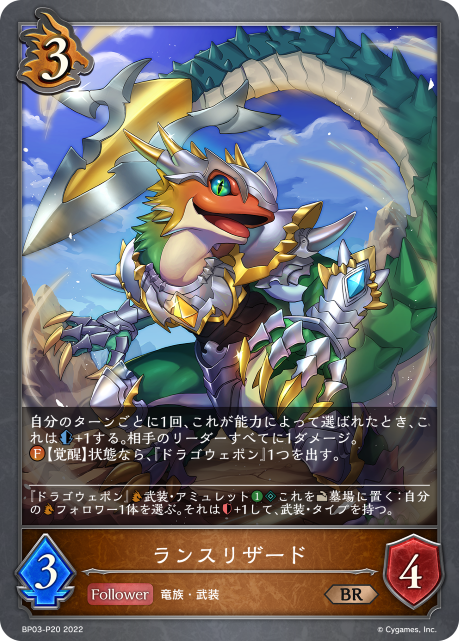 3
自分のターンごとに1回、これが能力によって選ばれたとき、こ
れは+1する。相手のリーダーすべてに1ダメージ。
F【覚醒】状態なら、『ドラゴウェポン』1つを出す。
『ドラゴウェポン』武装・アミュレット1これを墓場に置く:自分
のフォロワー1体を選ぶ。それは+1して、武装・タイプを持つ。
ランスリザード
3
Follower 竜族・武装
BR
4
BP03-P20 2022
© Cygames, Inc.